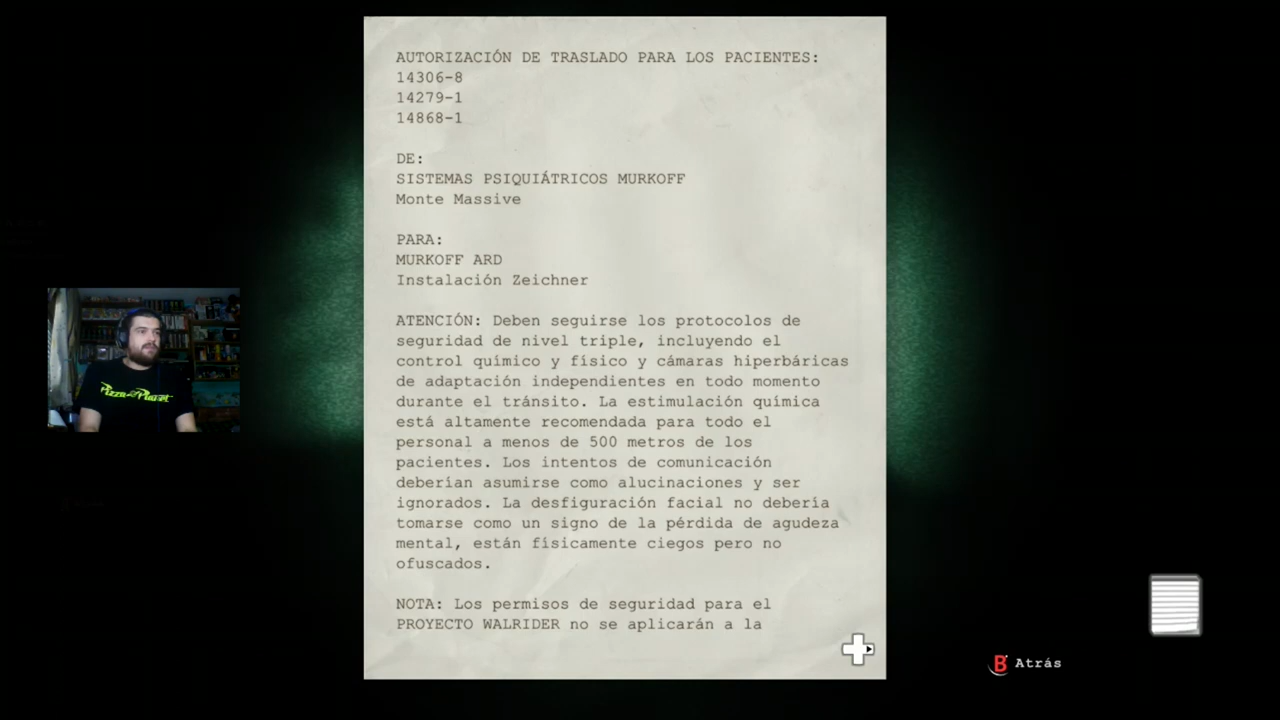 AUTORIZACIÓN DE TRASLADO PARA LOS PACIENTES:
14306-8
14279-1
14868-1
DE:
SISTEMAS PSIQUIÁTRICOS MURKOFF
Monte Massive
PARA:
MURKOFF ARD
Instalación Zeichner
ATENCIÓN: Deben seguirse los protocolos de
seguridad de nivel triple, incluyendo el
control químico y físico y cámaras hiperbáricas
de adaptación independientes en todo momento
durante el tránsito. La estimulación química
está altamente recomendada para todo el
personal a menos de 500 metros de los
pacientes. Los intentos de comunicación
deberían asumirse como alucinaciones y ser
ignorados. La desfiguración facial no debería
tomarse como un signo de la pérdida de agudeza
mental, están físicamente ciegos pero no
ofuscados.
NOTA: Los permisos de seguridad para el
PROYECTO WALRIDER no se aplicarán a la
Pizza Planet
B Atrás